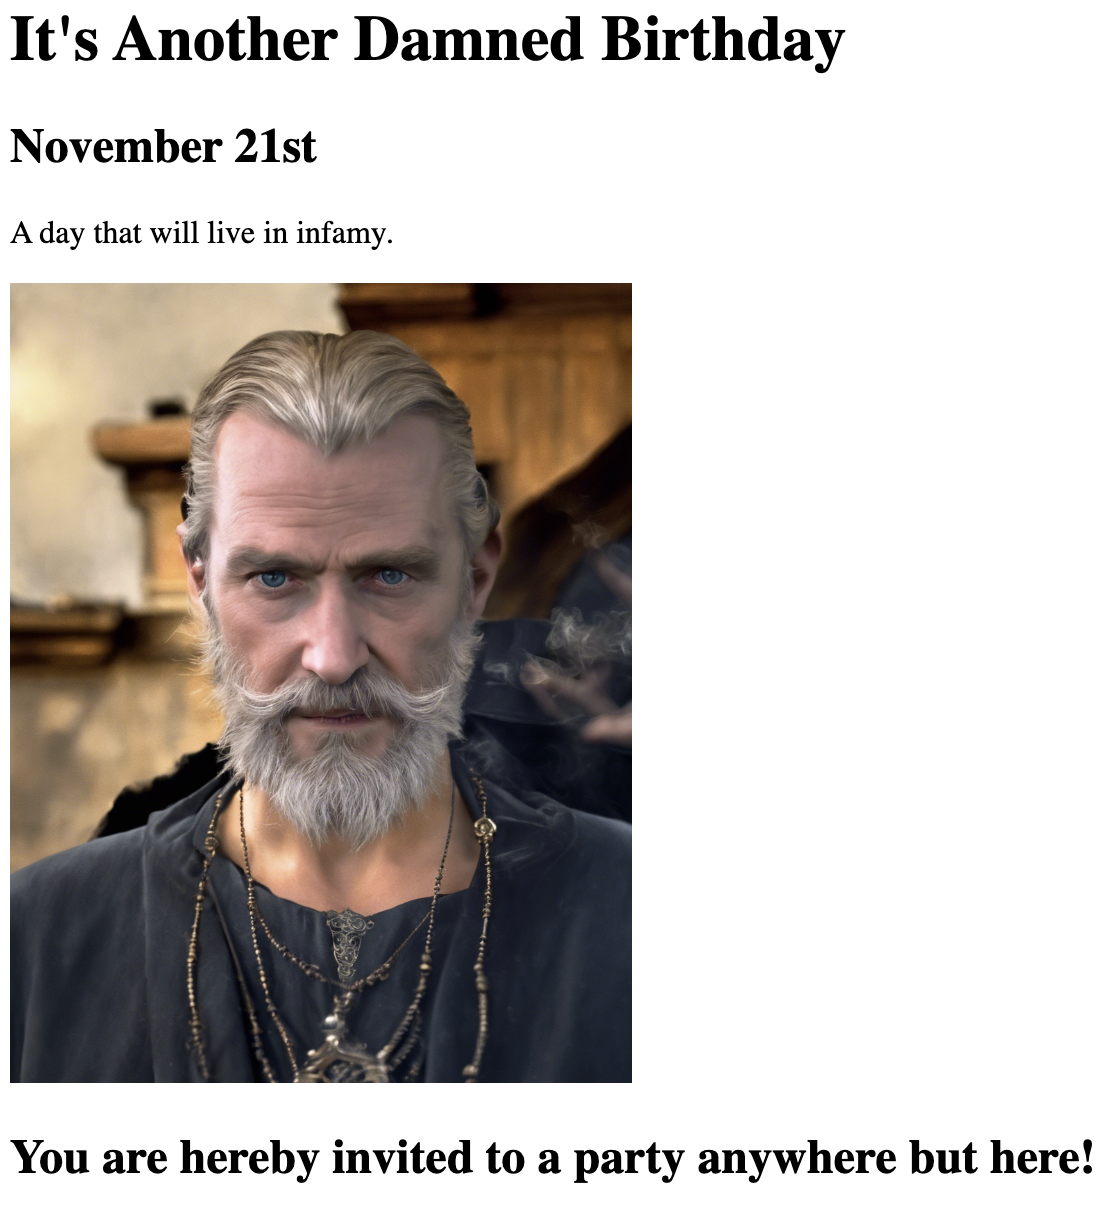 It's Another Damned Birthday
November 21st
A day that will live in infamy.
You are hereby invited to a party anywhere but here!